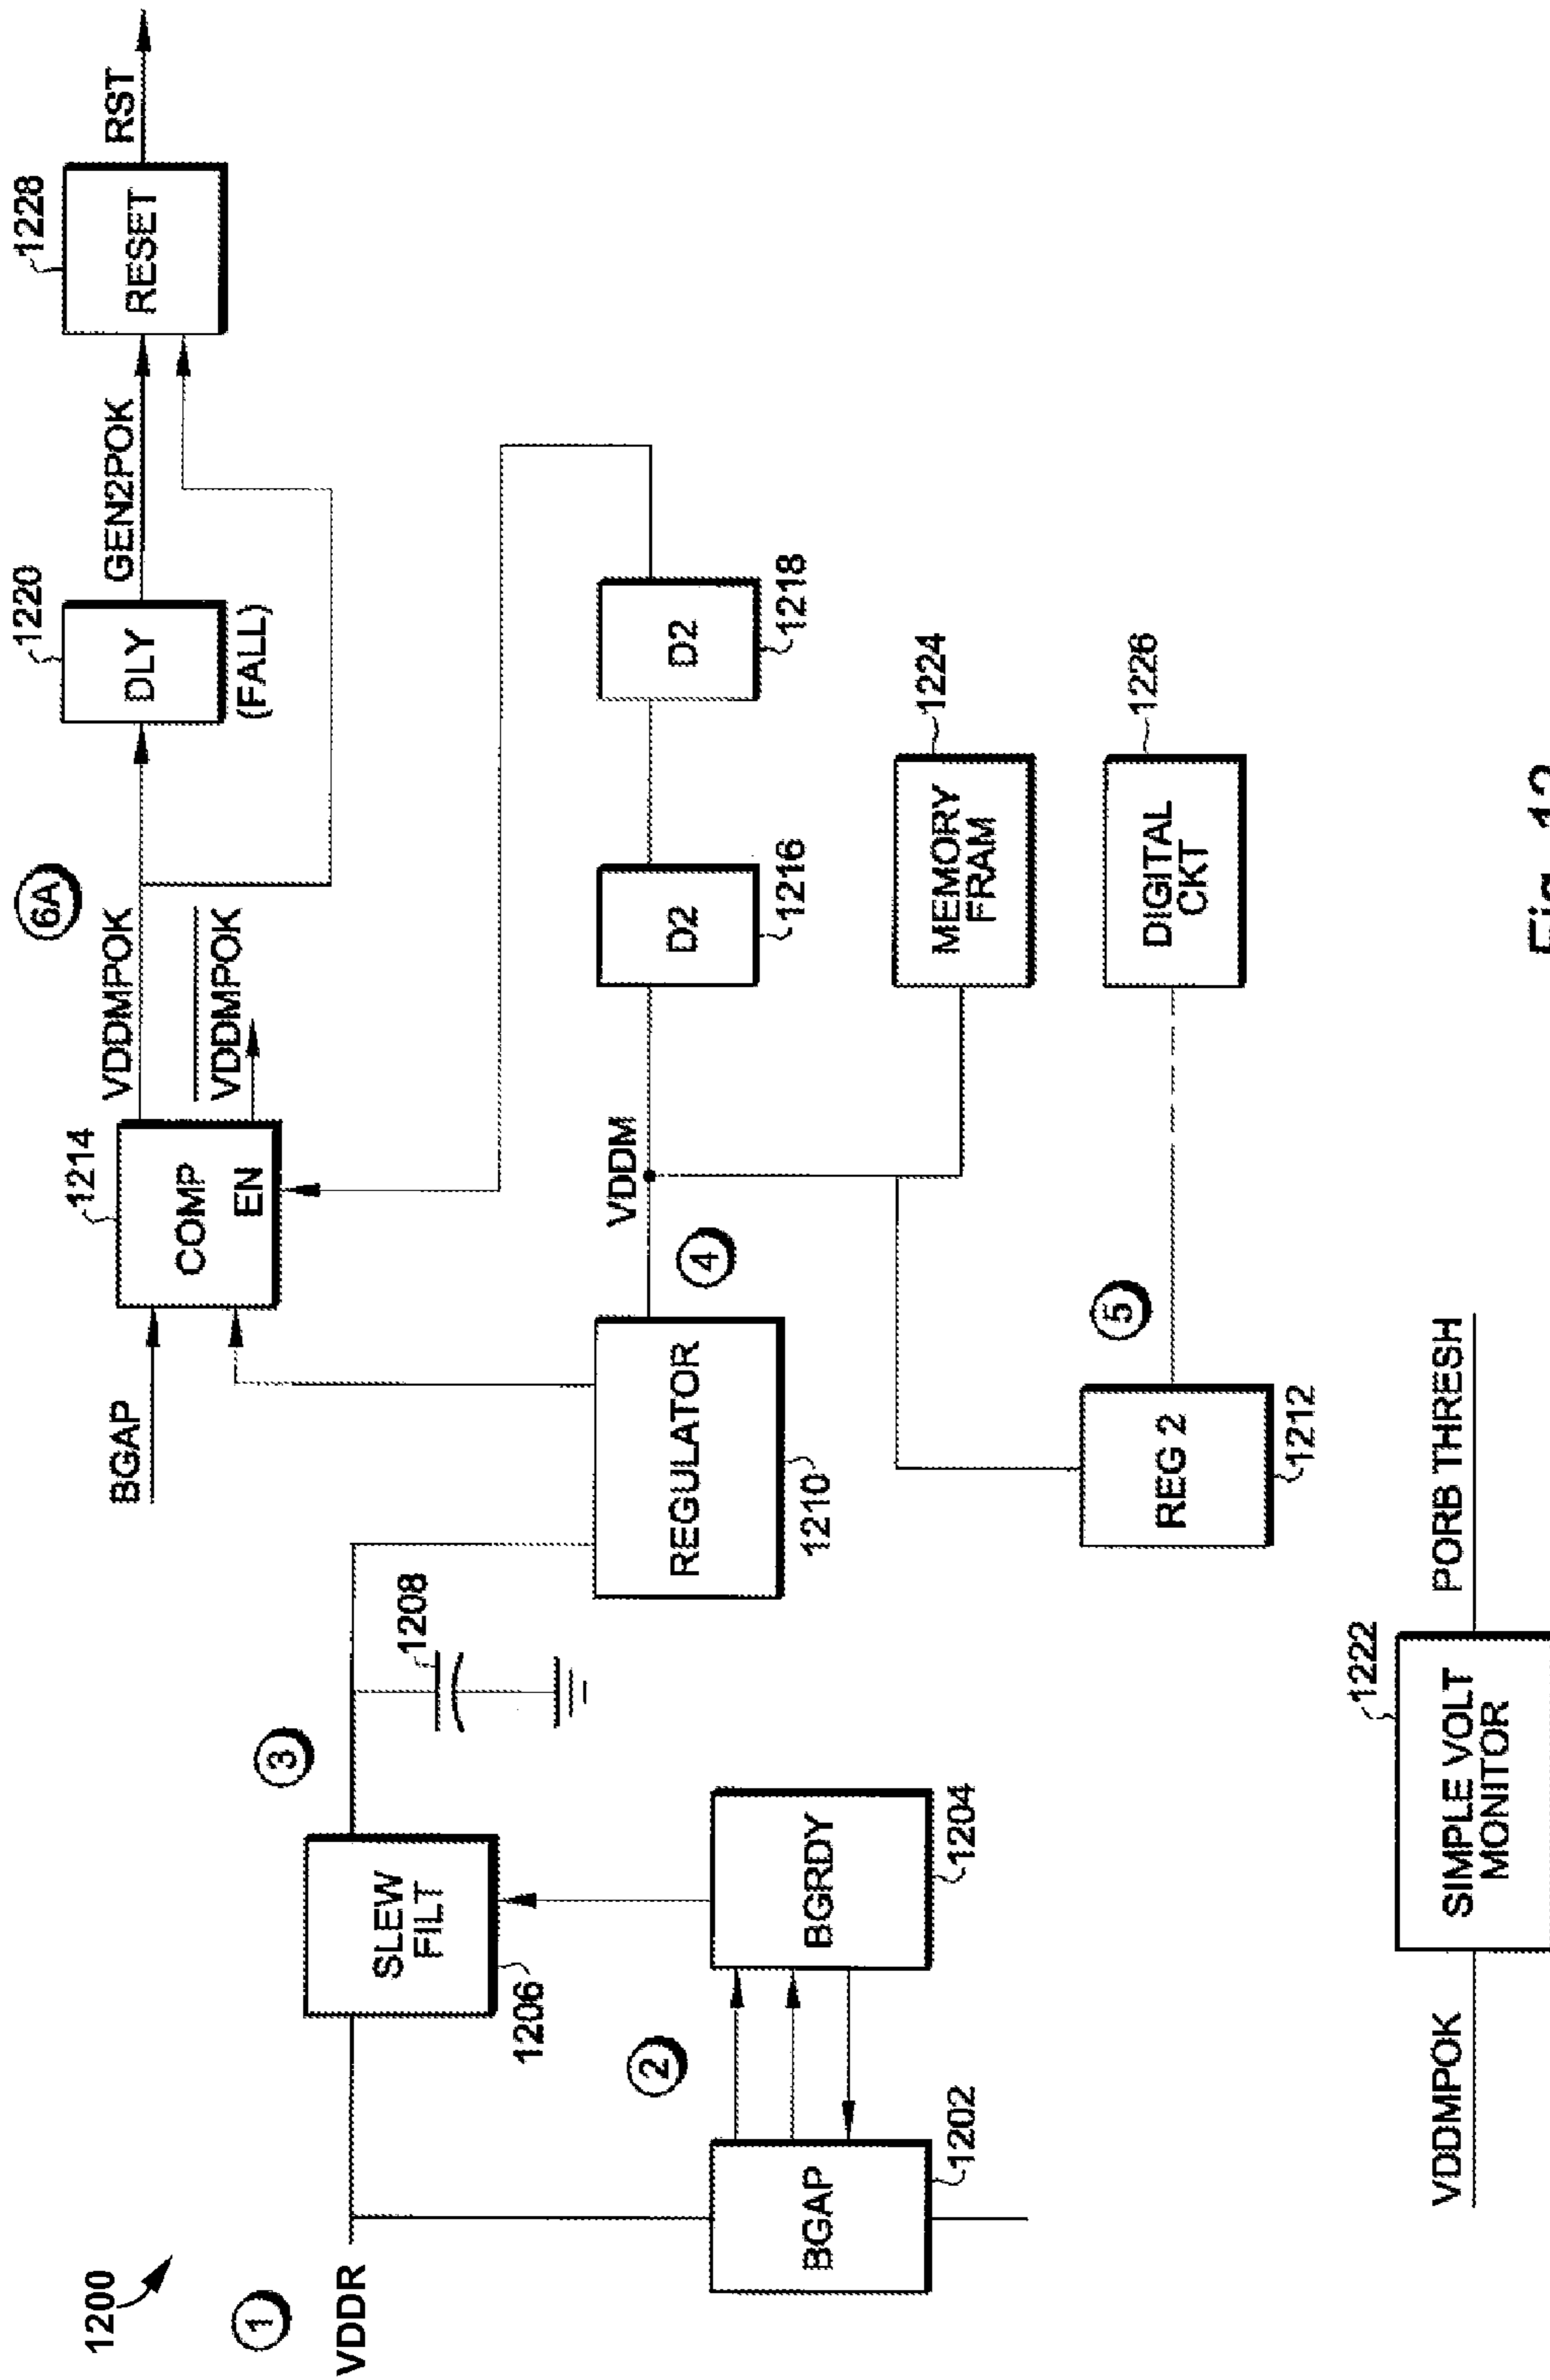 1200
1
VDDR
SLEW
FILT
1206
3
1208
2
BGAP
1202
BGRDY
1204
BGAP
1214
COMP
EN
VDDMPOK
VDDMPOK
6A
1220
DLY
(FALL)
GEN2POK
1228
RESET
RST
REGULATOR
1210
4
VDDM
D2
1216
D2
1218
MEMORY
FRAM
1224
REG 2
1212
5
DIGITAL
CKT
1226
VDDMPOK
SIMPLE VOLT
MONITOR
1222
PORB THRESH